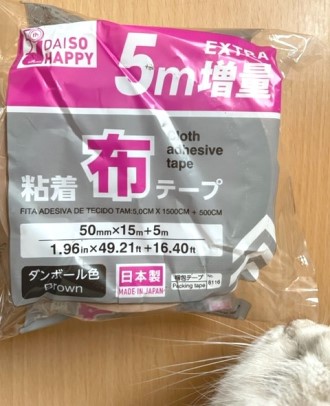 DAISO
HAPPY
EXTRA
5m増量
Cloth
adhesive
tape
粘着布テープ
FITA ADESIVA DE TECIDO TAM:5,0CM X 1500CM + 500CM
50mm×15m+5m
1.96in×49.21ft+16.40ft
ダンボール色
Brown
日本製
MADE IN JAPAN
梱包テープ
Packing tape